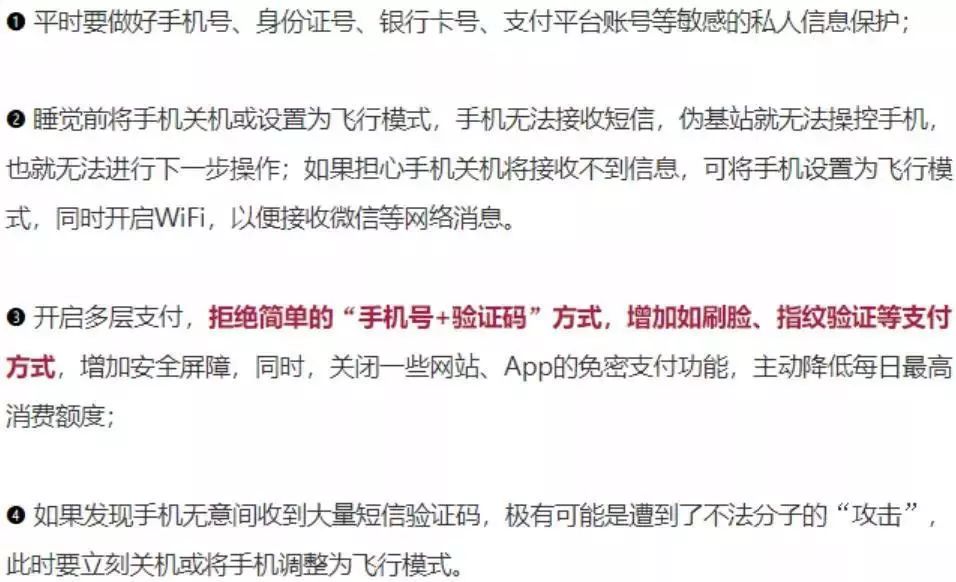 ❶ 平时要做好手机号、身份证号、银行卡号、支付平台账号等敏感的私人信息保护；
❷ 睡觉前将手机关机或设置为飞行模式，手机无法接收短信，伪基站就无法操控手机，
也就无法进行下一步操作；如果担心手机关机将接收不到信息，可将手机设置为飞行模
式，同时开启WiFi，以便接收微信等网络消息。
❸ 开启多层支付，拒绝简单的“手机号+验证码”方式，增加如刷脸、指纹验证等支付
方式，增加安全屏障，同时，关闭一些网站、App的免密支付功能，主动降低每日最高
消费额度；
❹ 如果发现手机无意间收到大量短信验证码，极有可能是遭到了不法分子的“攻击”，
此时要立刻关机或将手机调整为飞行模式。